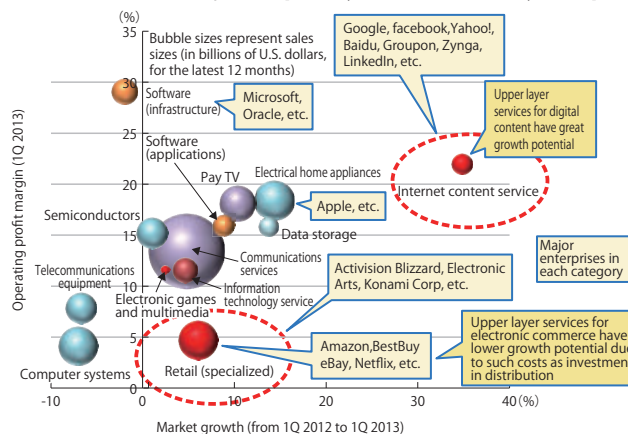 (%)
35
30
25
20
15
10
5
0
-10
0
10
20
30
40
(%)
Operating profit margin (1Q 2013)
Market growth (from 1Q 2012 to 1Q 2013)
Bubble sizes represent sales
sizes (in billions of U.S. dollars,
for the latest 12 months)
Google, facebook,Yahoo!,
Baidu, Groupon, Zynga,
LinkedIn, etc.
Software
(infrastructure)
Microsoft,
Oracle, etc.
Upper layer
services for digital
content have great
growth potential
Software
(applications)
Pay TV
Electrical home appliances
Internet content service
Apple, etc.
Semiconductors
Data storage
Communications
services
Major
enterprises in
each category
Telecommunications
equipment
Electronic games
and multimedia
Information
technology service
Activision Blizzard, Electronic
Arts, Konami Corp, etc.
Amazon,BestBuy
eBay, Netflix, etc.
Upper layer services for
electronic commerce have
lower growth potential due
to such costs as investment
in distribution
Computer systems
Retail (specialized)